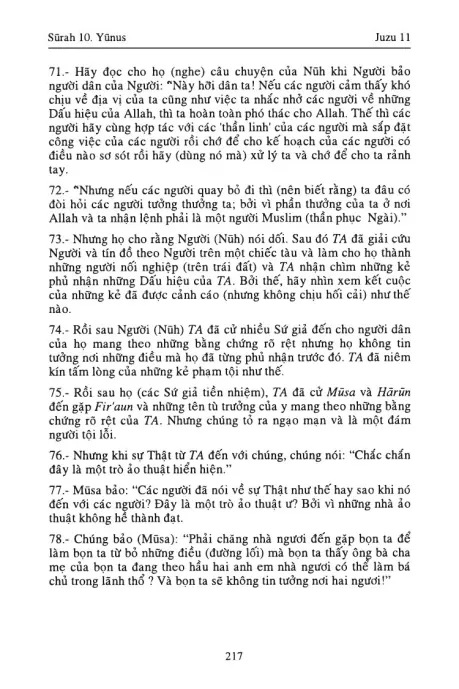 Sūrah 10. Yūnus Juzu 11
71.- Hãy đọc cho họ (nghe) câu chuyện của Nūh khi Người bảo
người dân của Người: “Này hỡi dân ta! Nếu các người cảm thấy khó
chịu về địa vị của ta cũng như việc ta nhắc nhở các người về những
Dấu hiệu của Allah, thì ta hoàn toàn phó thác cho Allah. Thế thì các
người hãy cùng hợp tác với các 'thần linh' của các người mà sắp đặt
công việc của các người rồi chớ để cho kế hoạch của các người có
điều nào sơ sót rồi hãy (dùng nó mà) xử lý ta và chớ để cho ta rảnh
tay.
72.- “Nhưng nếu các người quay bỏ đi thì (nên biết rằng) ta đâu có
đòi hỏi các người tưởng thưởng ta; bởi vì phần thưởng của ta ở nơi
Allah và ta nhận lệnh phải là một người Muslim (thần phục Ngài).”
73.- Nhưng họ cho rằng Người (Nūh) nói dối. Sau đó TA đã giải cứu
Người và tín đồ theo Người trên một chiếc tàu và làm cho họ thành
những người nối nghiệp (trên trái đất) và TA nhận chìm những kẻ
phủ nhận những Dấu hiệu của TA. Bởi thế, hãy nhìn xem kết cuộc
của những kẻ đã được cảnh cáo (nhưng không chịu hối cải) như thế
nào.
74.- Rồi sau Người (Nūh) TA đã cử nhiều Sứ giả đến cho người dân
của họ mang theo những bằng chứng rõ rệt nhưng họ không tin
tưởng nơi những điều mà họ đã từng phủ nhận trước đó. TA đã niêm
kín tấm lòng của những kẻ phạm tội như thế.
75.- Rồi sau họ (các Sứ giả tiền nhiệm), TA đã cử Mūsa và Hārūn
đến gặp Fir'aun và những tên tù trưởng của y mang theo những bằng
chứng rõ rệt của TA. Nhưng chúng tỏ ra ngạo mạn và là một đám
người tội lỗi.
76.- Nhưng khi sự Thật từ TA đến với chúng, chúng nói: “Chắc chắn
đây là một trò ảo thuật hiển hiện.”
77.- Mūsa bảo: “Các người đã nói về sự Thật như thế hay sao khi nó
đến với các người? Đây là một trò ảo thuật ư? Bởi vì những nhà ảo
thuật không hề thành đạt.
78.- Chúng bảo (Mūsa): “Phải chăng nhà ngươi đến gặp bọn ta để
làm bọn ta từ bỏ những điều (đường lối) mà bọn ta thấy ông bà cha
mẹ của bọn ta đang theo hầu hai anh em nhà ngươi có thể làm bá
chủ trong lãnh thổ ? Và bọn ta sẽ không tin tưởng nơi hai ngươi!”
217